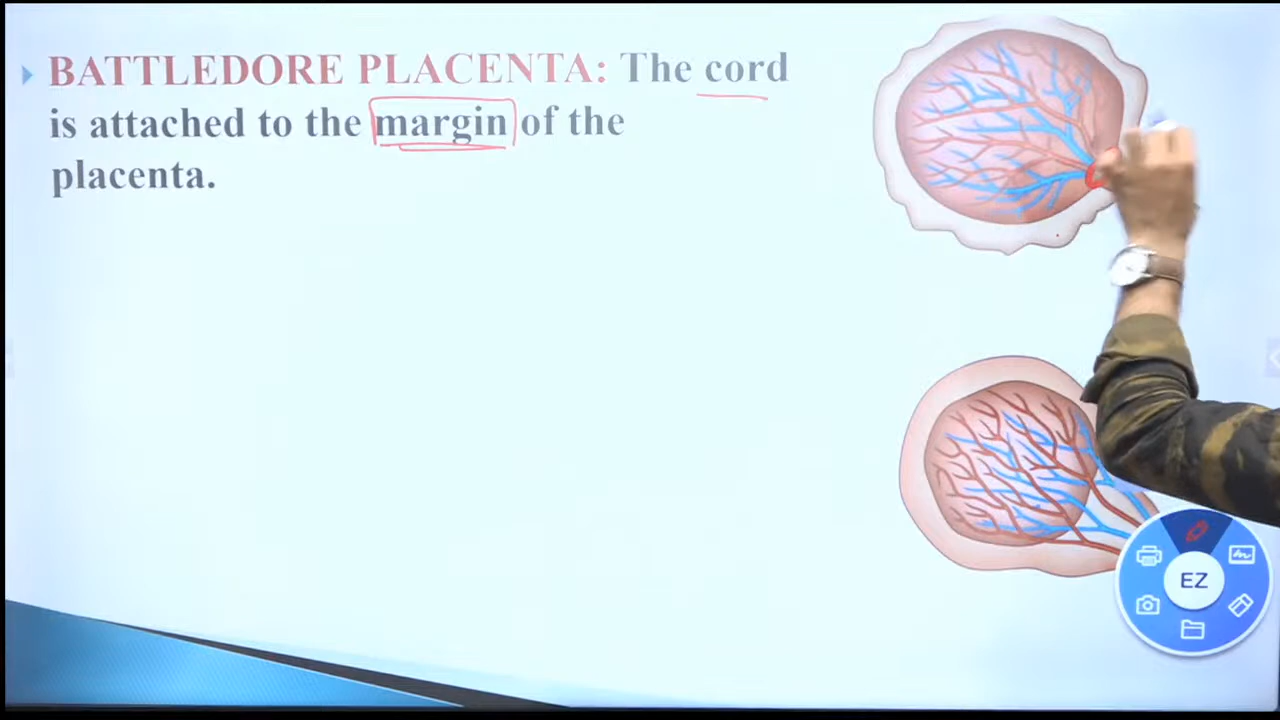 BATTLEDORE PLACENTA: The cord
is attached to the margin of the
placenta.
EZ